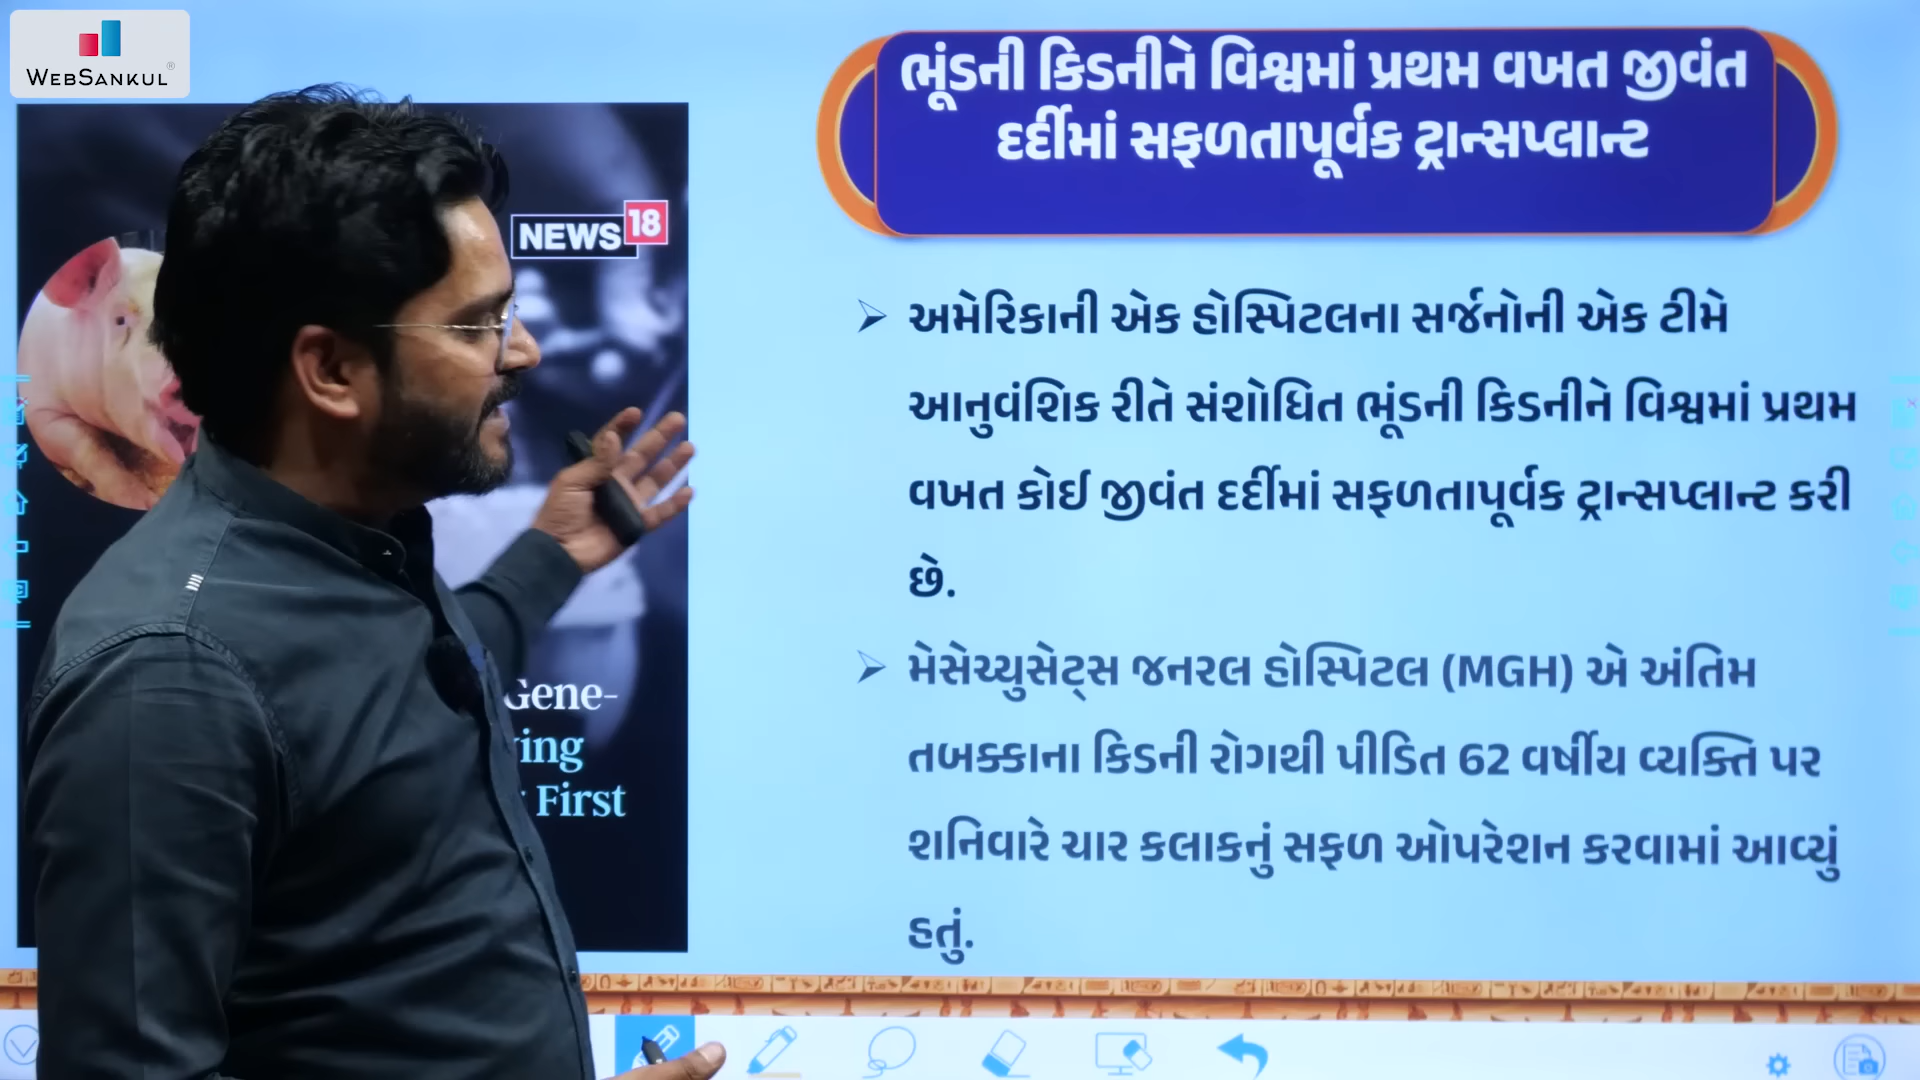 WEBSANKUL
NEWS 18
Gene-
First
ભૂંડની કિડનીને વિશ્વમાં પ્રથમ વખત જીવંત
દર્દીમાં સફળતાપૂર્વક ટ્રાન્સપ્લાન્ટ
અમેરિકાની એક હોસ્પિટલના સર્જનોની એક ટીમે
આનુવંશિક રીતે સંશોધિત ભૂંડની કિડનીને વિશ્વમાં પ્રથમ
વખત કોઈ જીવંત દર્દીમાં સફળતાપૂર્વક ટ્રાન્સપ્લાન્ટ કરી
છે.
મેસેચ્યુસેટ્સ જનરલ હોસ્પિટલ (MGH) એ અંતિમ
તબક્કાના કિડની રોગથી પીડિત 62 વર્ષીય વ્યક્તિ પર
શનિવારે ચાર કલાકનું સફળ ઓપરેશન કરવામાં આવ્યું
હતું.